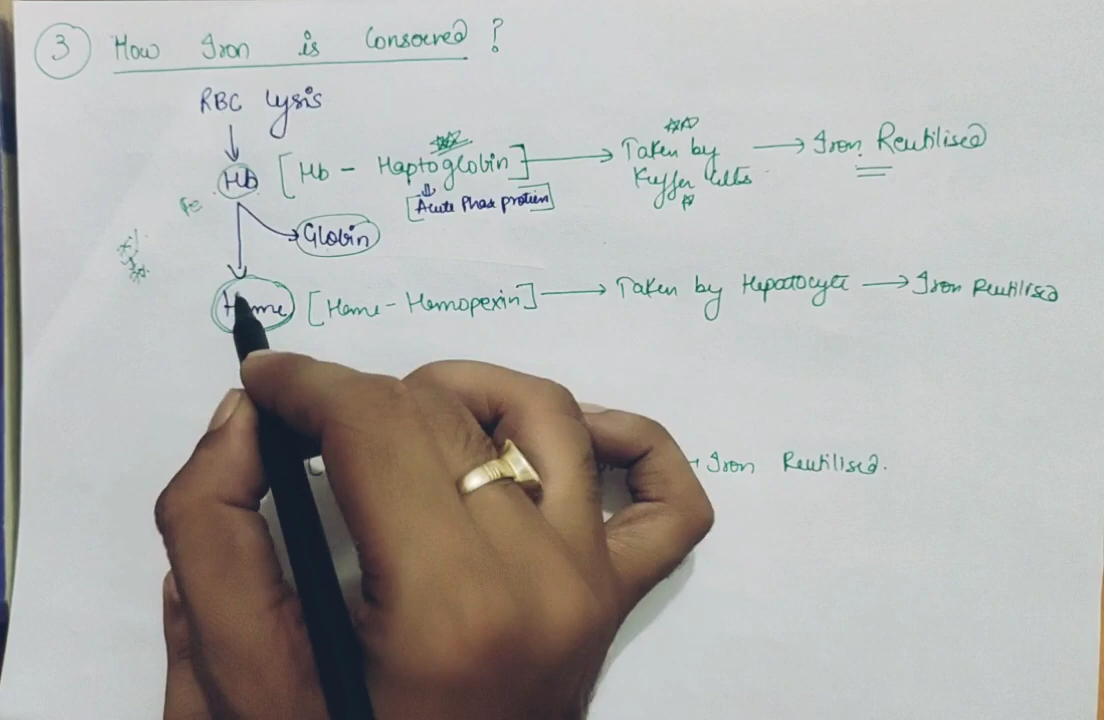 3 How Iron is Conserved ?
RBC Lysis
Hb [Hb - Haptoglobin] → Taken by Kuffer Cells → Iron Reutilised
[Acute Phase protien]
Fe
Globin
Heme [Heme - Hemopexin] → Taken by Hepatocyte → Iron Reutilised
→ Iron Reutilised.